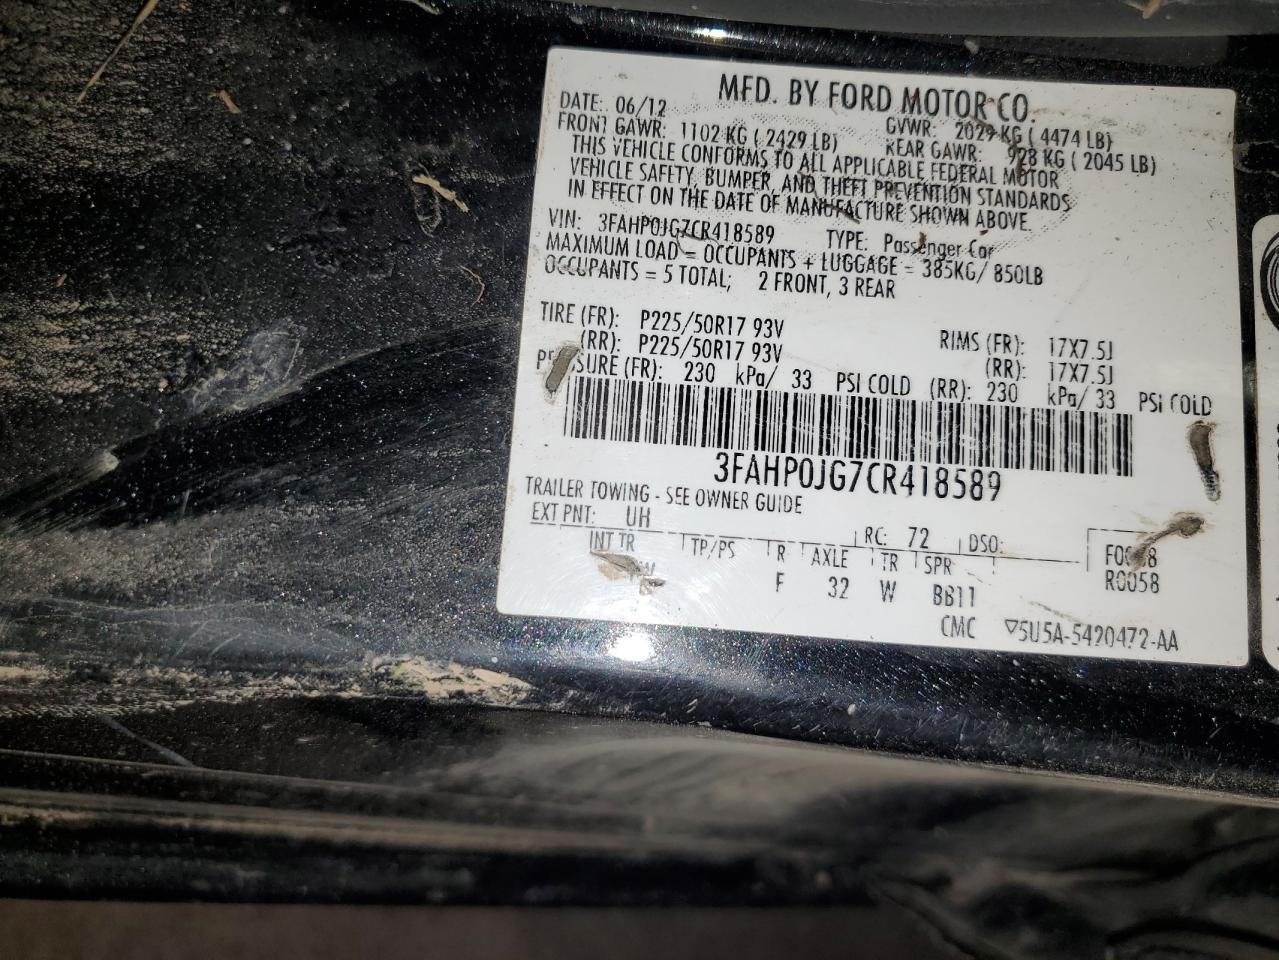 MFD. BY FORD MOTOR CO.
DATE: 06/12 GVWR: 2029 KG ( 4474 LB)
FRONT GAWR: 1102 KG ( 2429 LB) REAR GAWR: 928 KG ( 2045 LB)
THIS VEHICLE CONFORMS TO ALL APPLICABLE FEDERAL MOTOR
VEHICLE SAFETY, BUMPER, AND THEFT PREVENTION STANDARDS
IN EFFECT ON THE DATE OF MANUFACTURE SHOWN ABOVE.
VIN: 3FAHP0JG7CR418589 TYPE: Passenger Car
MAXIMUM LOAD = OCCUPANTS + LUGGAGE = 385KG/ 850LB
OCCUPANTS = 5 TOTAL; 2 FRONT, 3 REAR
TIRE (FR): P225/50R17 93V RIMS (FR): 17X7.5J
(RR): P225/50R17 93V (RR): 17X7.5J
PRESSURE (FR): 230 kPa/ 33 PSI COLD (RR): 230 kPa/ 33 PSI COLD
3FAHP0JG7CR418589
TRAILER TOWING - SEE OWNER GUIDE
EXT PNT: UH RC: 72 DSO:
INT TR TP/PS R AXLE TR SPR
F 32 W BB11
R0058
CMC ▽5U5A-5420472-AA